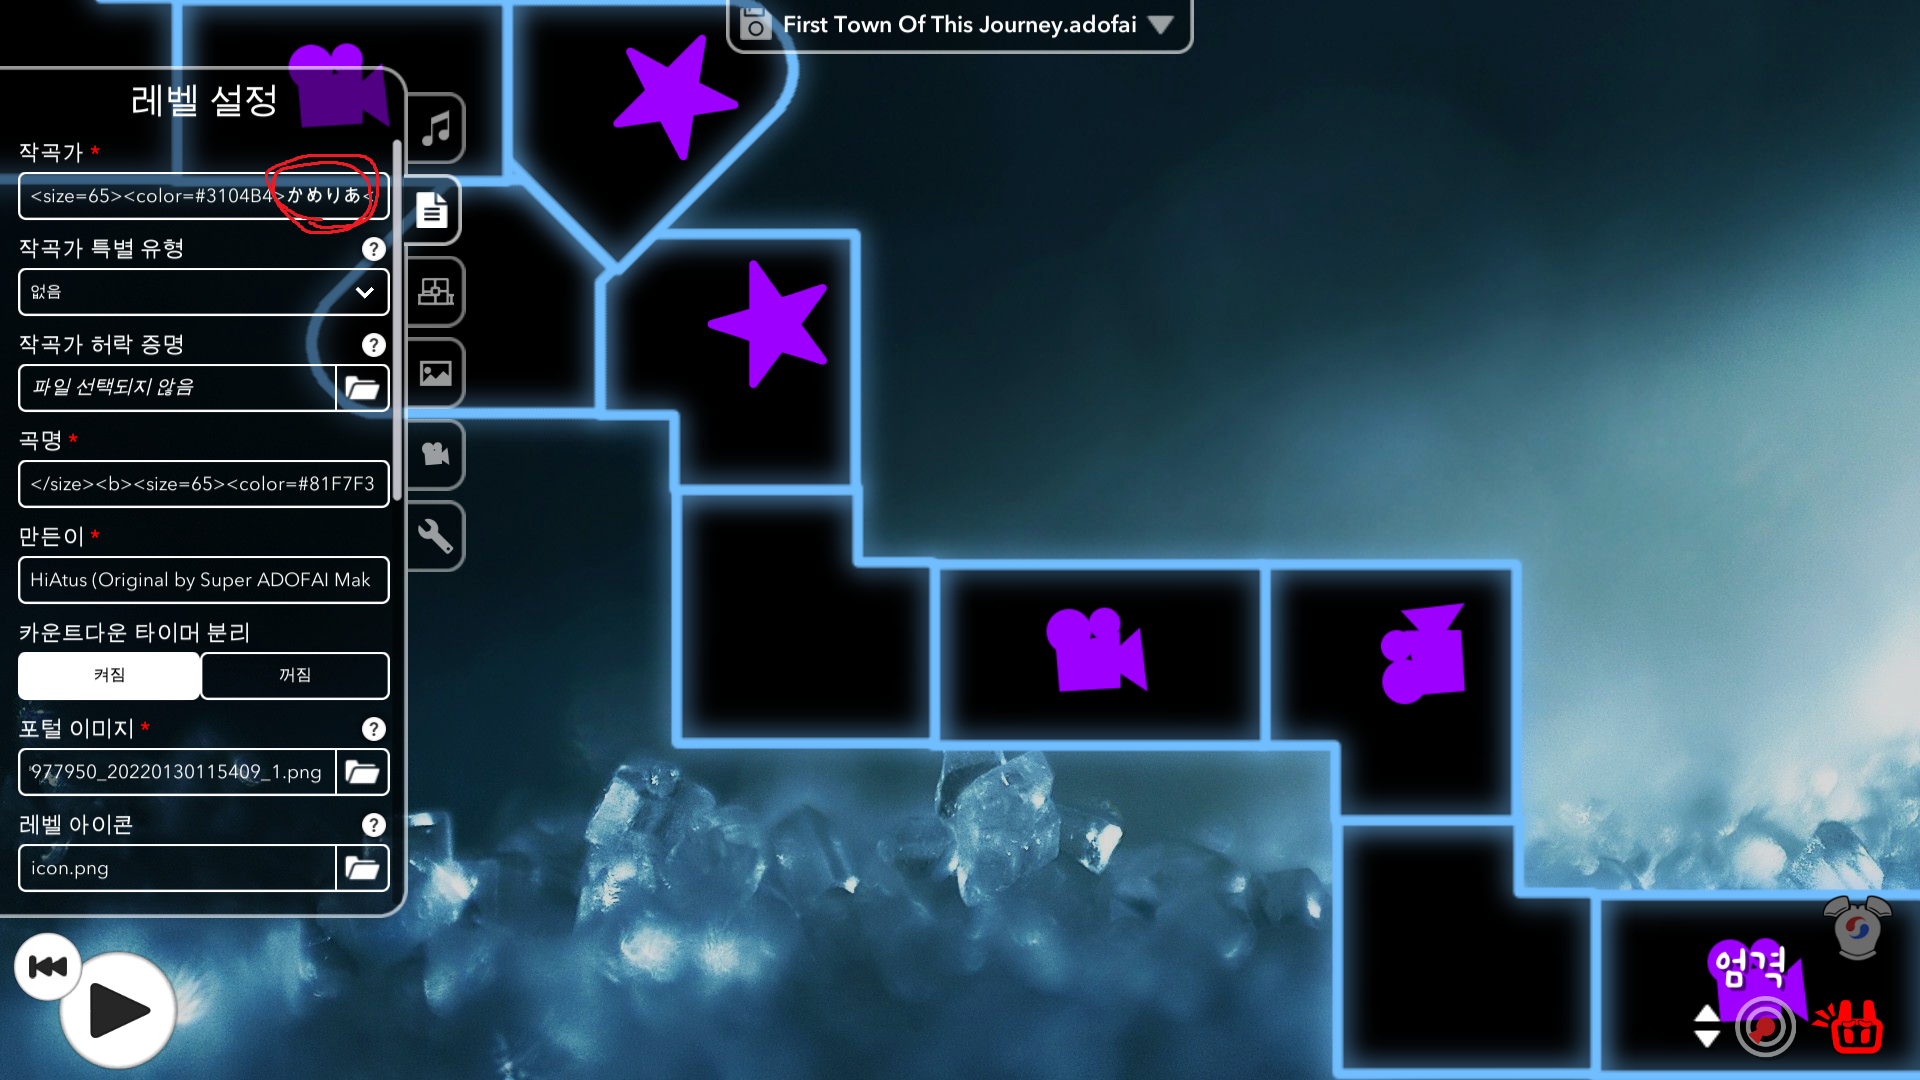 First Town Of This Journey.adofai
레벨 설정
작곡가 *
<size=65><color=#3104B4>かめりあ<
작곡가 특별 유형 ?
없음
작곡가 허락 증명 ?
파일 선택되지 않음
곡명 *
</size><b><size=65><color=#81F7F3
만든이 *
HiAtus (Original by Super ADOFAI Mak
카운트다운 타이머 분리
켜짐 꺼짐
포털 이미지 * ?
977950_20220130115409_1.png
레벨 아이콘 ?
icon.png
엄격